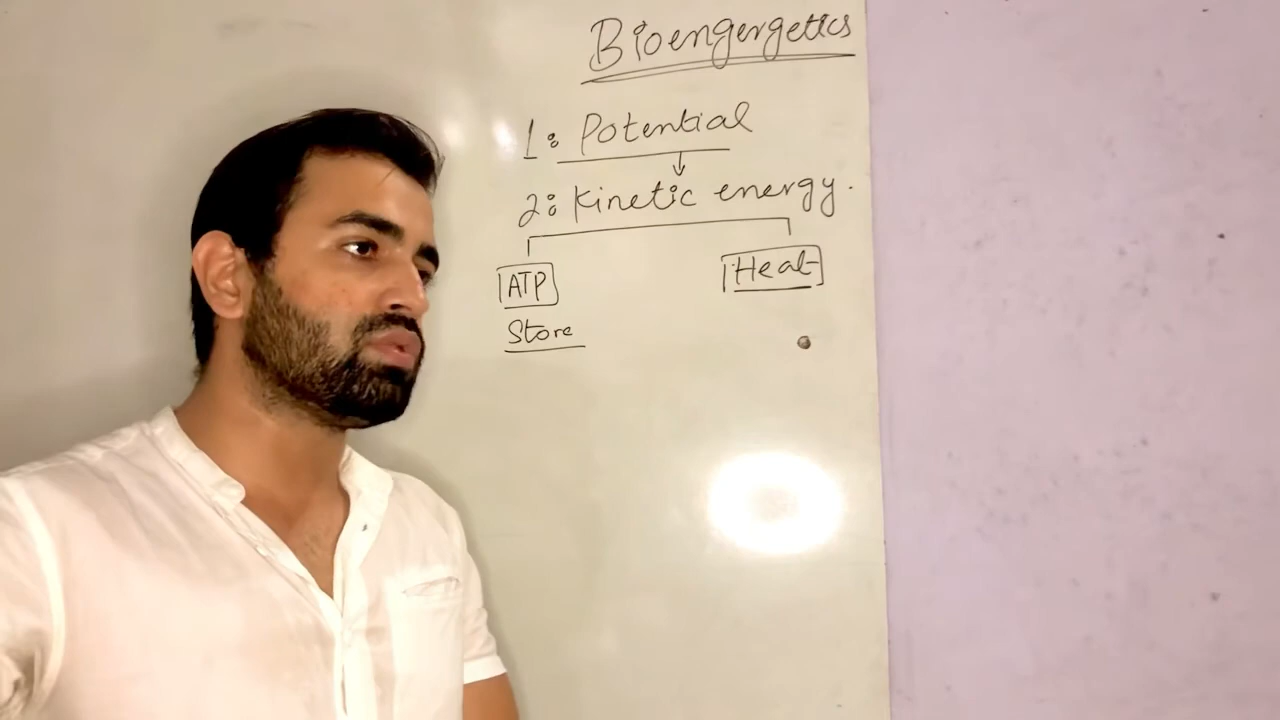 Bioengergetics
1: Potential
2: Kinetic energy.
ATP Heat
Store